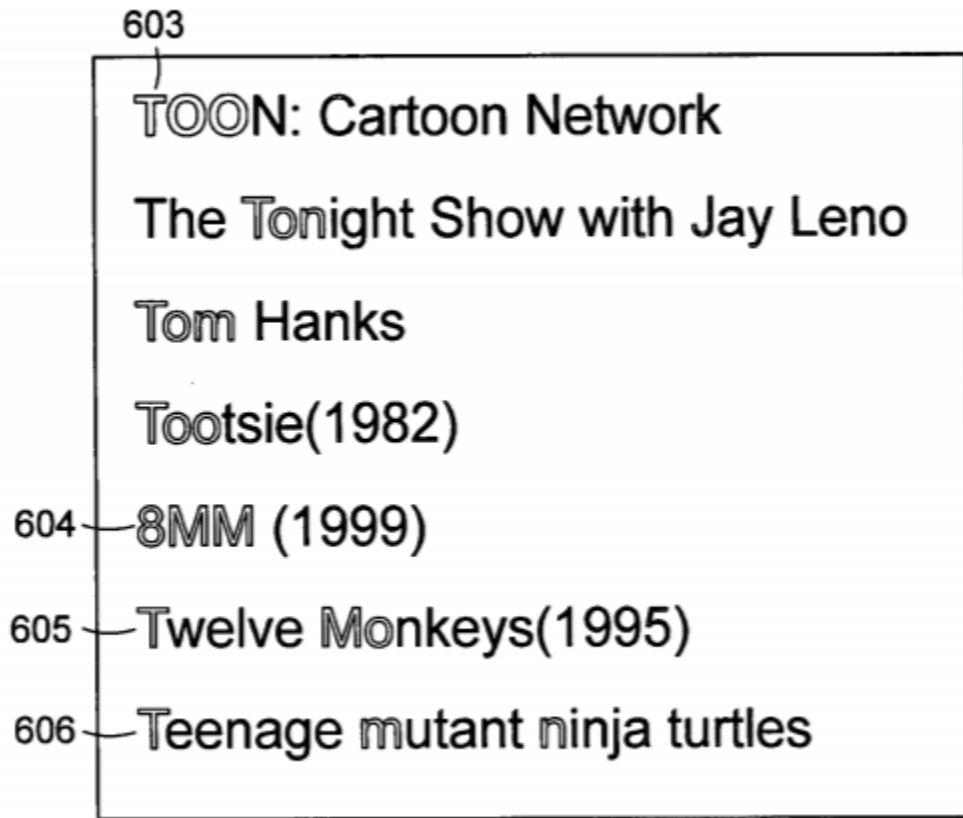 603
TOON: Cartoon Network
The Tonight Show with Jay Leno
Tom Hanks
Tootsie(1982)
604 8MM (1999)
605 Twelve Monkeys(1995)
606 Teenage mutant ninja turtles